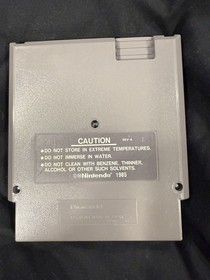 CAUTION
•DO NOT STORE IN EXTREME TEMPERATURES.
•DO NOT IMMERSE IN WATER.
•DO NOT CLEAN WITH BENZENE, THINNER,
ALCOHOL OR OTHER SUCH SOLVENTS.
©Nintendo 1985